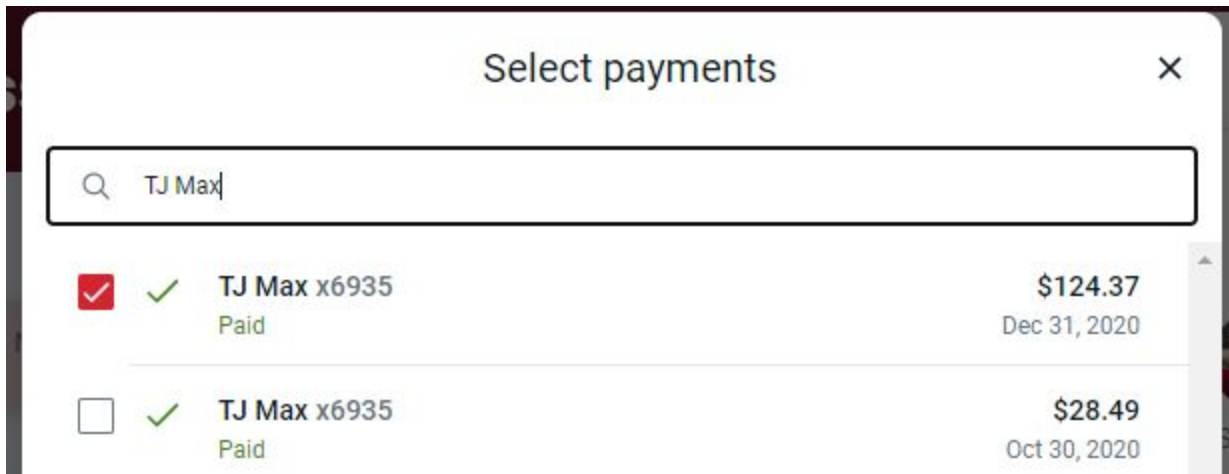 Select payments
TJ Max
TJ Max x6935 $124.37
Paid Dec 31, 2020
TJ Max x6935 $28.49
Paid Oct 30, 2020